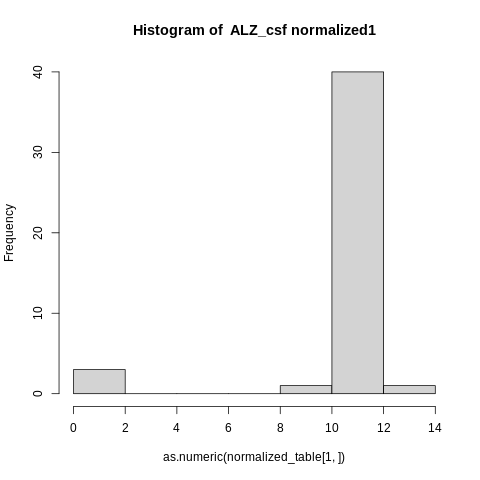 Histogram of  ALZ_csf normalized1
Frequency
40
30
20
10
0
0 2 4 6 8 10 12 14
as.numeric(normalized_table[1, ])